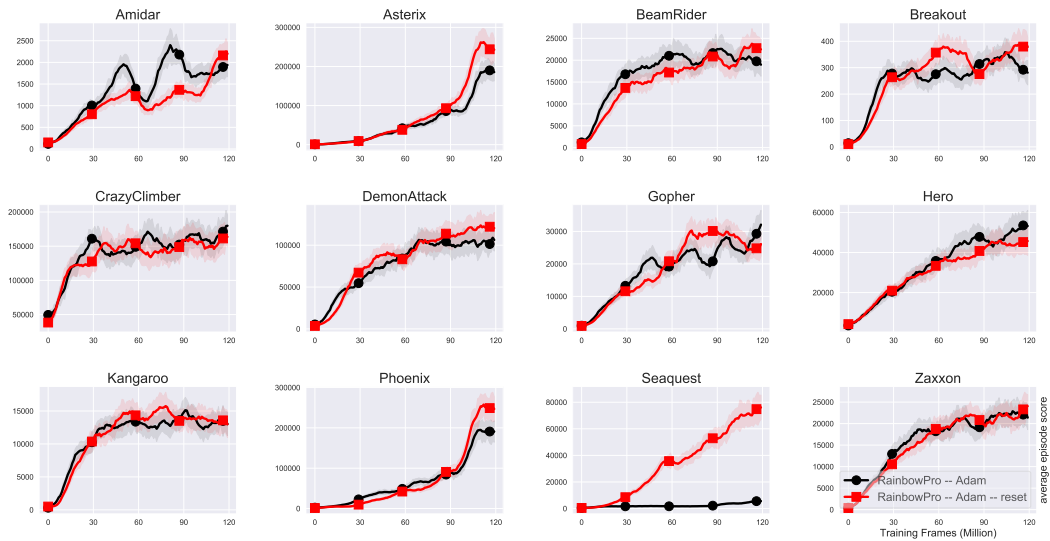 Amidar
2500
2000
1500
1000
500
0
0 30 60 90 120
Asterix
300000
200000
100000
0
0 30 60 90 120
BeamRider
25000
20000
15000
10000
5000
0
0 30 60 90 120
Breakout
400
300
200
100
0
0 30 60 90 120
CrazyClimber
200000
150000
100000
50000
0 30 60 90 120
DemonAttack
100000
50000
0
0 30 60 90 120
Gopher
30000
20000
10000
0
0 30 60 90 120
Hero
60000
40000
20000
0 30 60 90 120
Kangaroo
15000
10000
5000
0
0 30 60 90 120
Phoenix
300000
200000
100000
0
0 30 60 90 120
Seaquest
80000
60000
40000
20000
0
0 30 60 90 120
Zaxxon
25000
20000
15000
10000
5000
0
0 30 60 90 120
RainbowPro -- Adam
RainbowPro -- Adam -- reset
Training Frames (Million)
average episode score